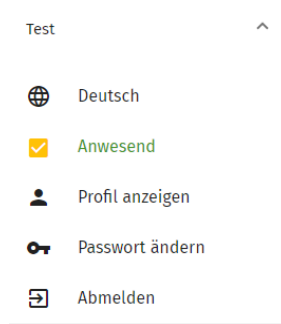 Test
Deutsch
Anwesend
Profil anzeigen
Passwort ändern
Abmelden